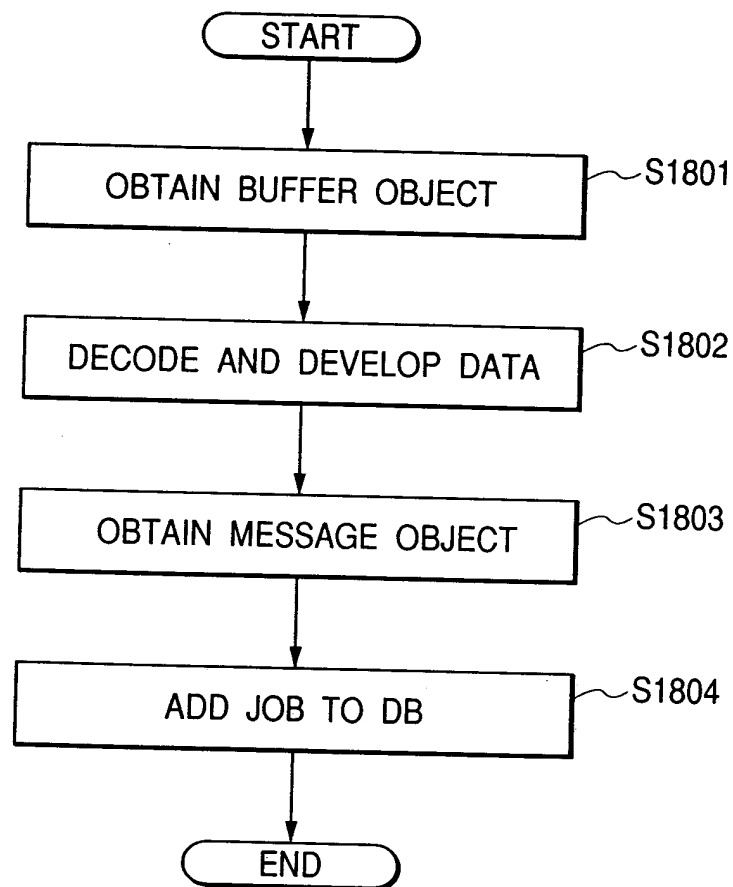 START
OBTAIN BUFFER OBJECT
S1801
DECODE AND DEVELOP DATA
S1802
OBTAIN MESSAGE OBJECT
S1803
ADD JOB TO DB
S1804
END